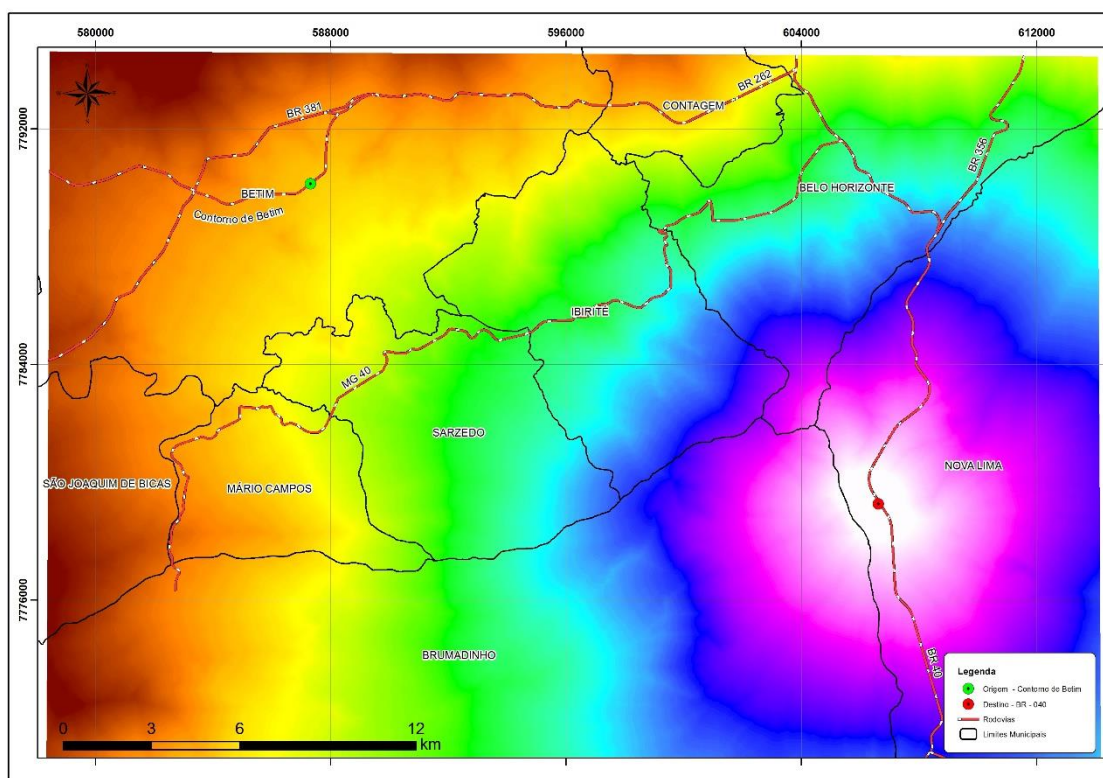 580000 588000 596000 604000 612000
7792000
7784000
7776000
BR 262
CONTAGEM
BR 381
BR 356
BETIM
BELO HORIZONTE
Contorno de Betim
IBIRITÉ
MG 40
SARZEDO
SÃO JOAQUIM DE BICAS
MÁRIO CAMPOS
NOVA LIMA
BRUMADINHO
BR 40
0 3 6 12
km
Legenda
Origem - Contorno de Betim
Destino - BR - 040
Rodovias
Limites Municipais